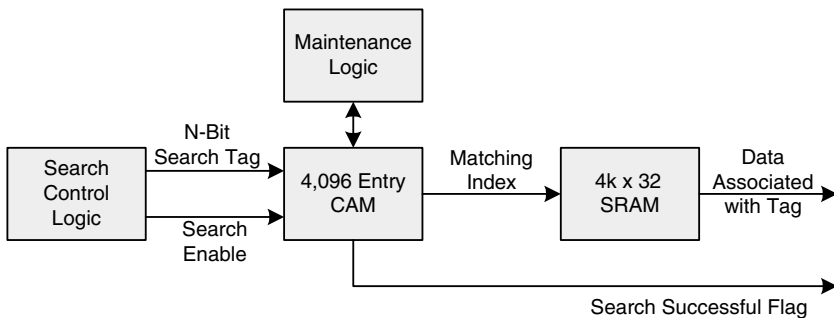 Maintenance
Logic
N-Bit
Search Tag
Search
Control
Logic
Search
Enable
4,096 Entry
CAM
Matching
Index
4k x 32
SRAM
Data
Associated
with Tag
Search Successful Flag